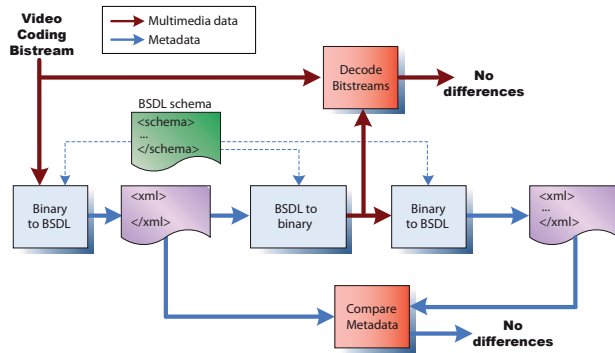 Video
Coding
Bistream
Multimedia data
Metadata
Decode
Bitstreams
No
differences
BSDL schema
<schema>
...
</schema>
Binary
to BSDL
<xml>
</xml>
BSDL to
binary
Binary
to BSDL
<xml>
...
</xml>
Compare
Metadata
No
differences